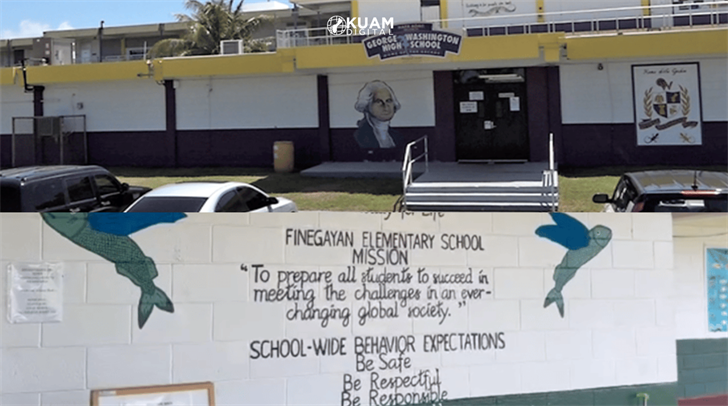 KUAM
DIGITAL
GEORGE WASHINGTON
HIGH SCHOOL
FINEGAYAN ELEMENTARY SCHOOL
MISSION
"To prepare all students to succeed in
meeting the challenges in an ever-
changing global society."
SCHOOL-WIDE BEHAVIOR EXPECTATIONS
Be Safe
Be Respectful
Be Responsible